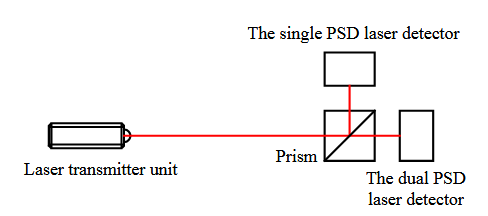 The single PSD laser detector
Prism
Laser transmitter unit
The dual PSD
laser detector